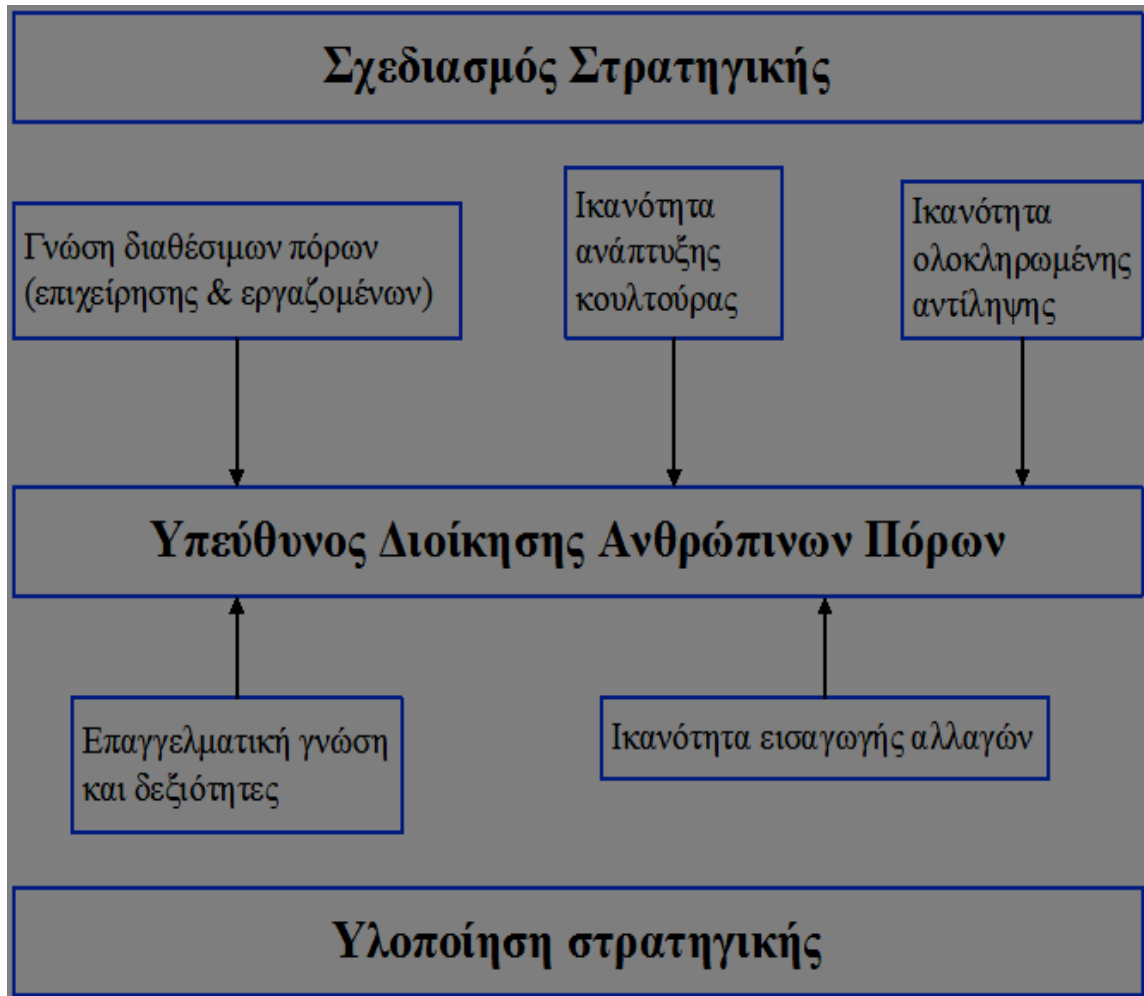 Σχεδιασμός Στρατηγικής
Γνώση διαθέσιμων πόρων
(επιχείρησης & εργαζομένων)
Ικανότητα
ανάπτυξης
κουλτούρας
Ικανότητα
ολοκληρωμένης
αντίληψης
Υπεύθυνος Διοίκησης Ανθρώπινων Πόρων
Επαγγελματική γνώση
και δεξιότητες
Ικανότητα εισαγωγής αλλαγών
Υλοποίηση στρατηγικής